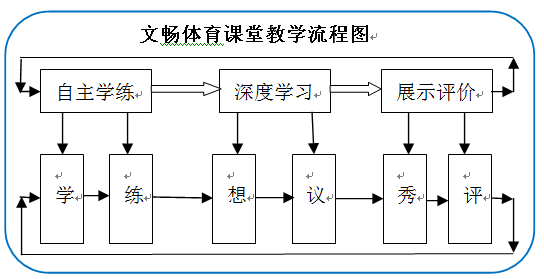 文畅体育课堂教学流程图
自主学练 深度学习 展示评价
学 练 想 议 秀 评